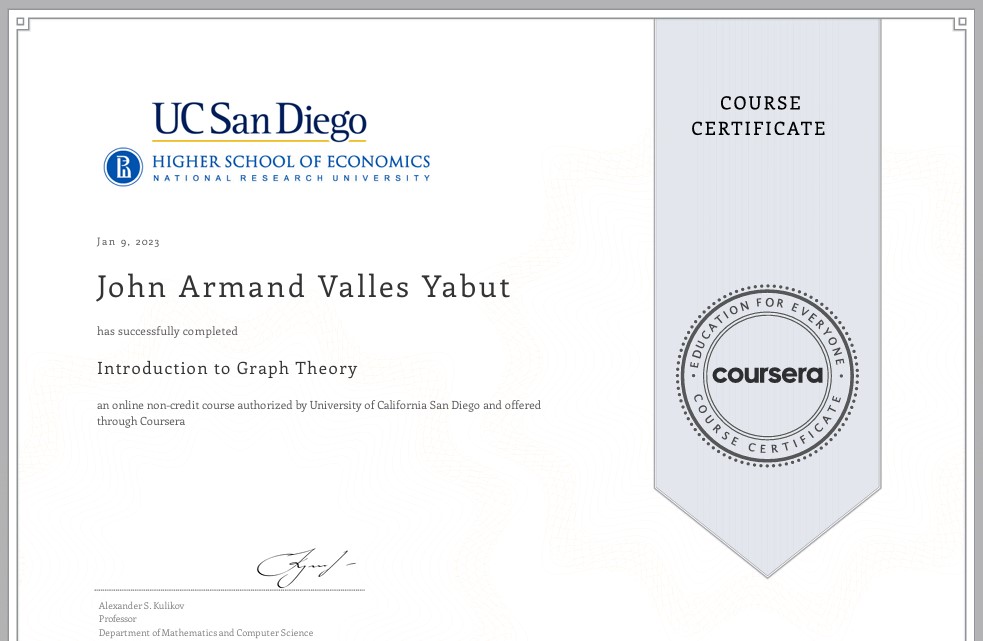 UC San Diego
HIGHER SCHOOL OF ECONOMICS
NATIONAL RESEARCH UNIVERSITY
COURSE
CERTIFICATE
Jan 9, 2023
John Armand Valles Yabut
has successfully completed
Introduction to Graph Theory
an online non-credit course authorized by University of California San Diego and offered
through Coursera
EDUCATION FOR EVERYONE
coursera
COURSE CERTIFICATE
Alexander S. Kulikov
Professor
Department of Mathematics and Computer Science